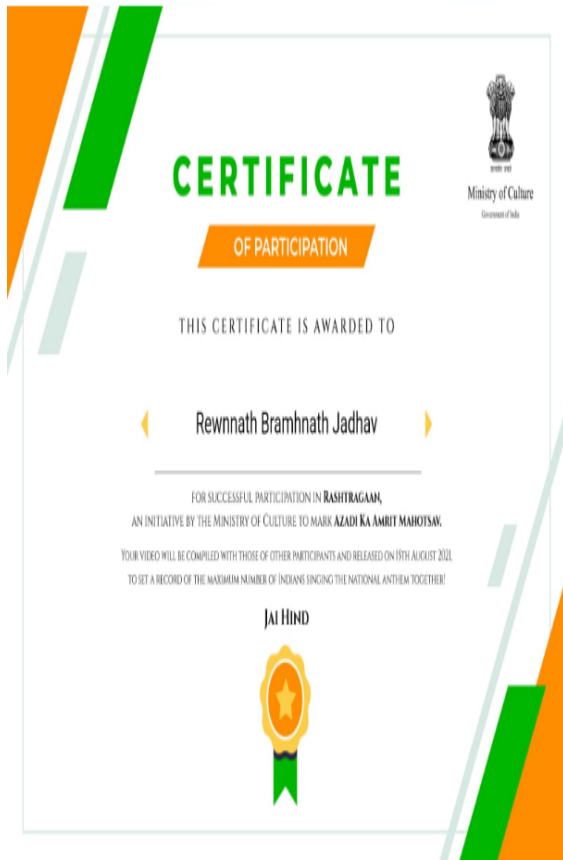 CERTIFICATE
OF PARTICIPATION
सत्यमेव जयते
Ministry of Culture
Government of India
THIS CERTIFICATE IS AWARDED TO
Rewnnath Bramhnath Jadhav
FOR SUCCESSFUL PARTICIPATION IN RASHTRAGAAN,
AN INITIATIVE BY THE MINISTRY OF CULTURE TO MARK AZADI KA AMRIT MAHOTSAV.
YOUR VIDEO WILL BE COMPILED WITH THOSE OF OTHER PARTICIPANTS AND RELEASED ON 15TH AUGUST 2021,
TO SET A RECORD OF THE MAXIMUM NUMBER OF INDIANS SINGING THE NATIONAL ANTHEM TOGETHER!
JAI HIND